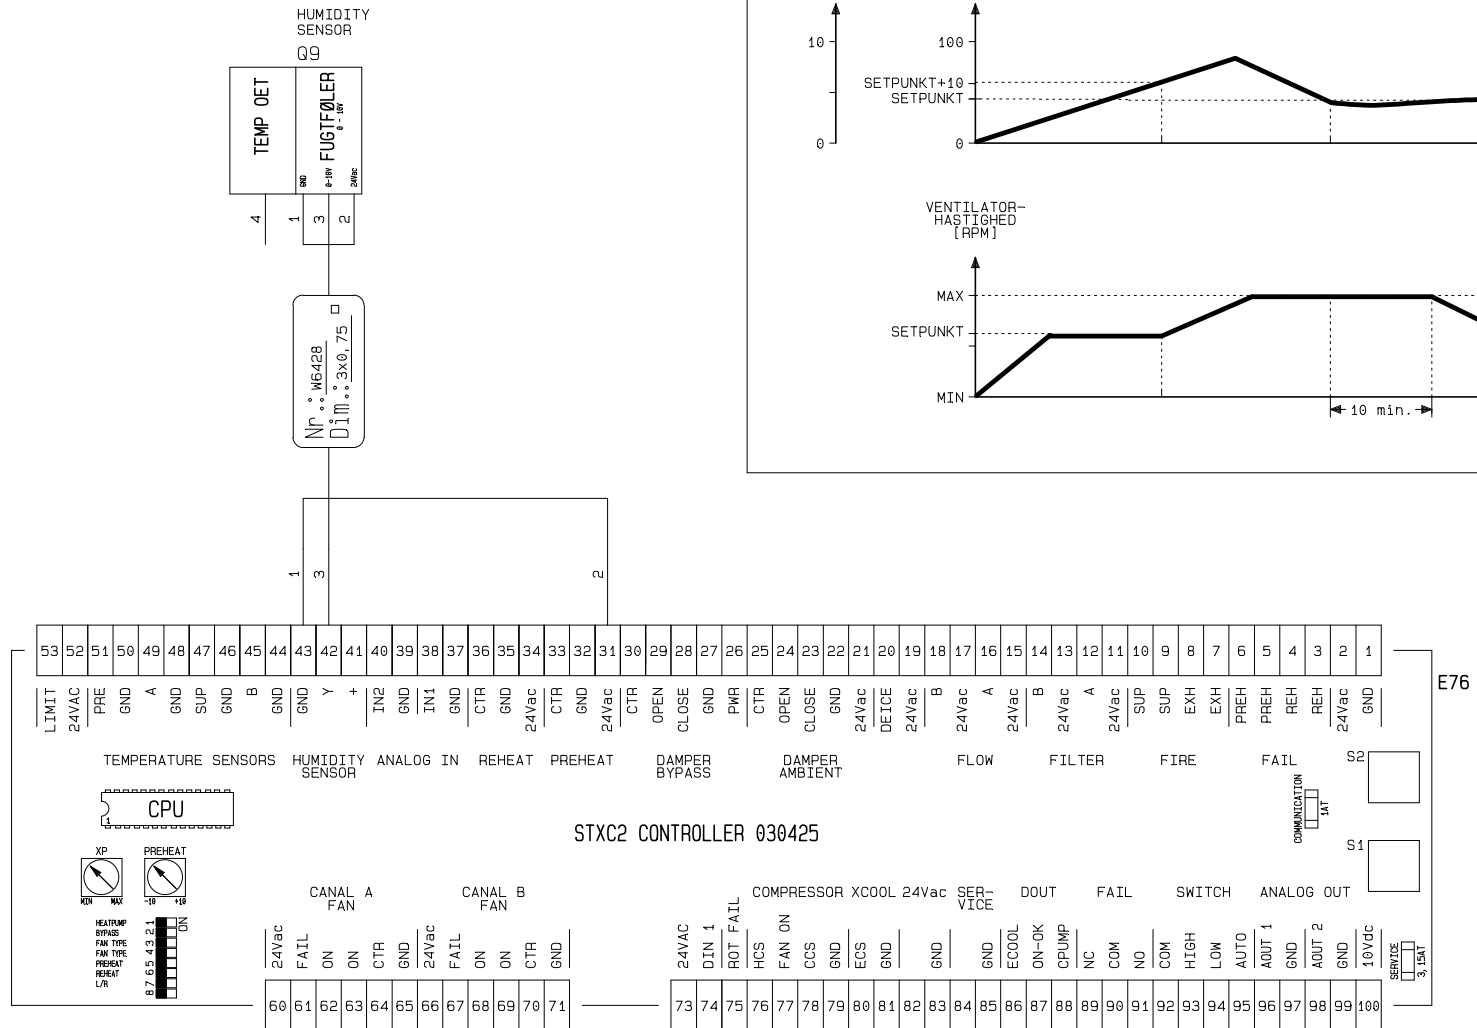 HUMIDITY
SENSOR
Q9
TEMP OET
FUGTFØLER
0 - 10V
GND
0-10V
24Vac
4
1
3
2
Nr.: W6428
Dim.: 3x0,75
1
3
2
10
0
100
SETPUNKT+10
SETPUNKT
0
VENTILATOR-
HASTIGHED
[RPM]
MAX
SETPUNKT
MIN
10 min.
53 52 51 50 49 48 47 46 45 44 43 42 41 40 39 38 37 36 35 34 33 32 31 30 29 28 27 26 25 24 23 22 21 20 19 18 17 16 15 14 13 12 11 10 9 8 7 6 5 4 3 2 1
E76
LIMIT 24VAC PRE GND A GND SUP GND B GND GND Y + IN2 GND IN1 GND CTR GND 24Vac CTR GND 24Vac CTR OPEN CLOSE GND PWR CTR OPEN CLOSE GND 24Vac DEICE 24Vac B 24Vac A 24Vac B 24Vac A 24Vac SUP SUP EXH EXH PREH PREH REH REH 24Vac GND
TEMPERATURE SENSORS
HUMIDITY
SENSOR
ANALOG IN
REHEAT
PREHEAT
DAMPER
BYPASS
DAMPER
AMBIENT
FLOW
FILTER
FIRE
FAIL
S2
CPU
1
COMMUNICATION
1AT
STXC2 CONTROLLER 030425
S1
XP
MIN MAX
PREHEAT
-10 +10
HEATPUMP
BYPASS
FAN TYPE
FAN TYPE
PREHEAT
REHEAT
L/R
1
2
3
4
5
6
7
8
ON
CANAL A
FAN
CANAL B
FAN
COMPRESSOR
XCOOL
24Vac
SER-
VICE
DOUT
FAIL
SWITCH
ANALOG OUT
24Vac FAIL ON ON CTR GND 24Vac FAIL ON ON CTR GND
24VAC DIN 1 ROT FAIL HCS FAN ON CCS GND ECS GND GND GND ECOOL ON-OK CPUMP NC COM NO COM HIGH LOW AUTO AOUT 1 GND AOUT 2 GND 10Vdc
SERVICE
3,15AT
60 61 62 63 64 65 66 67 68 69 70 71
73 74 75 76 77 78 79 80 81 82 83 84 85 86 87 88 89 90 91 92 93 94 95 96 97 98 99 100